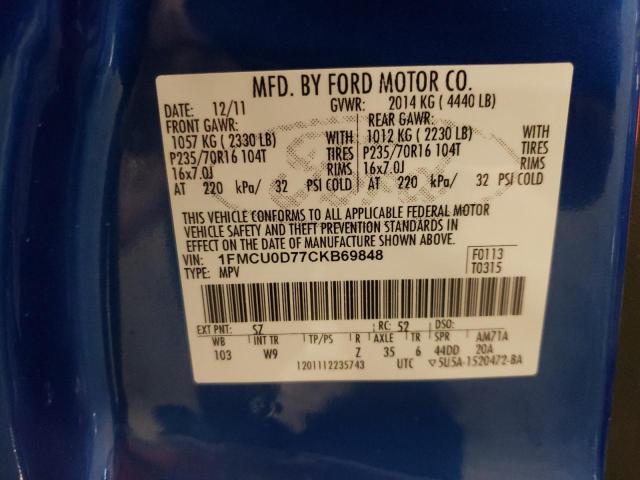 MFD. BY FORD MOTOR CO.
DATE: 12/11 GVWR: 2014 KG ( 4440 LB)
FRONT GAWR: REAR GAWR:
1057 KG ( 2330 LB) WITH 1012 KG ( 2230 LB) WITH
P235/70R16 104T TIRES P235/70R16 104T TIRES
16x7.0J RIMS 16x7.0J RIMS
AT 220 kPa/ 32 PSI COLD AT 220 kPa/ 32 PSI COLD
THIS VEHICLE CONFORMS TO ALL APPLICABLE FEDERAL MOTOR
VEHICLE SAFETY AND THEFT PREVENTION STANDARDS IN
EFFECT ON THE DATE OF MANUFACTURE SHOWN ABOVE.
VIN: 1FMCU0D77CKB69848 F0113
TYPE: MPV T0315
EXT PNT: SZ RC: 52 DSO:
WB INT TR TP/PS R AXLE TR SPR AM71A
103 W9 Z 35 6 44DD 20A
1201112235743 UTC ▽5U5A-1520472-BA